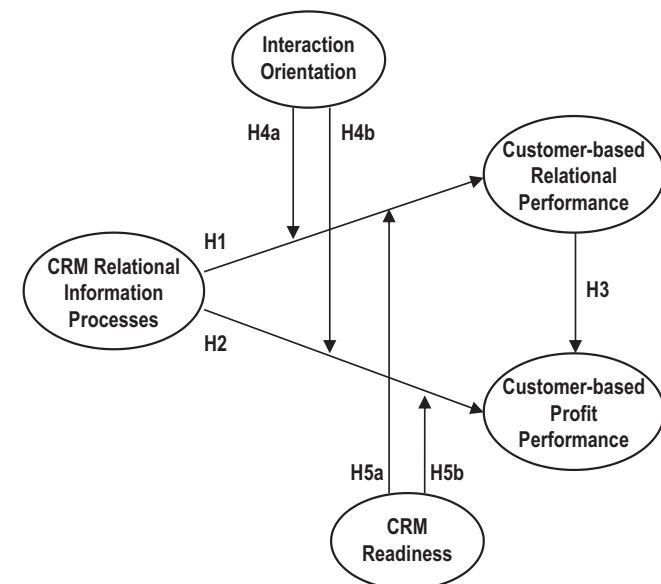 Interaction
Orientation
H4a
H4b
Customer-based
Relational
Performance
H1
CRM Relational
Information
Processes
H3
H2
Customer-based
Profit
Performance
H5a
H5b
CRM
Readiness